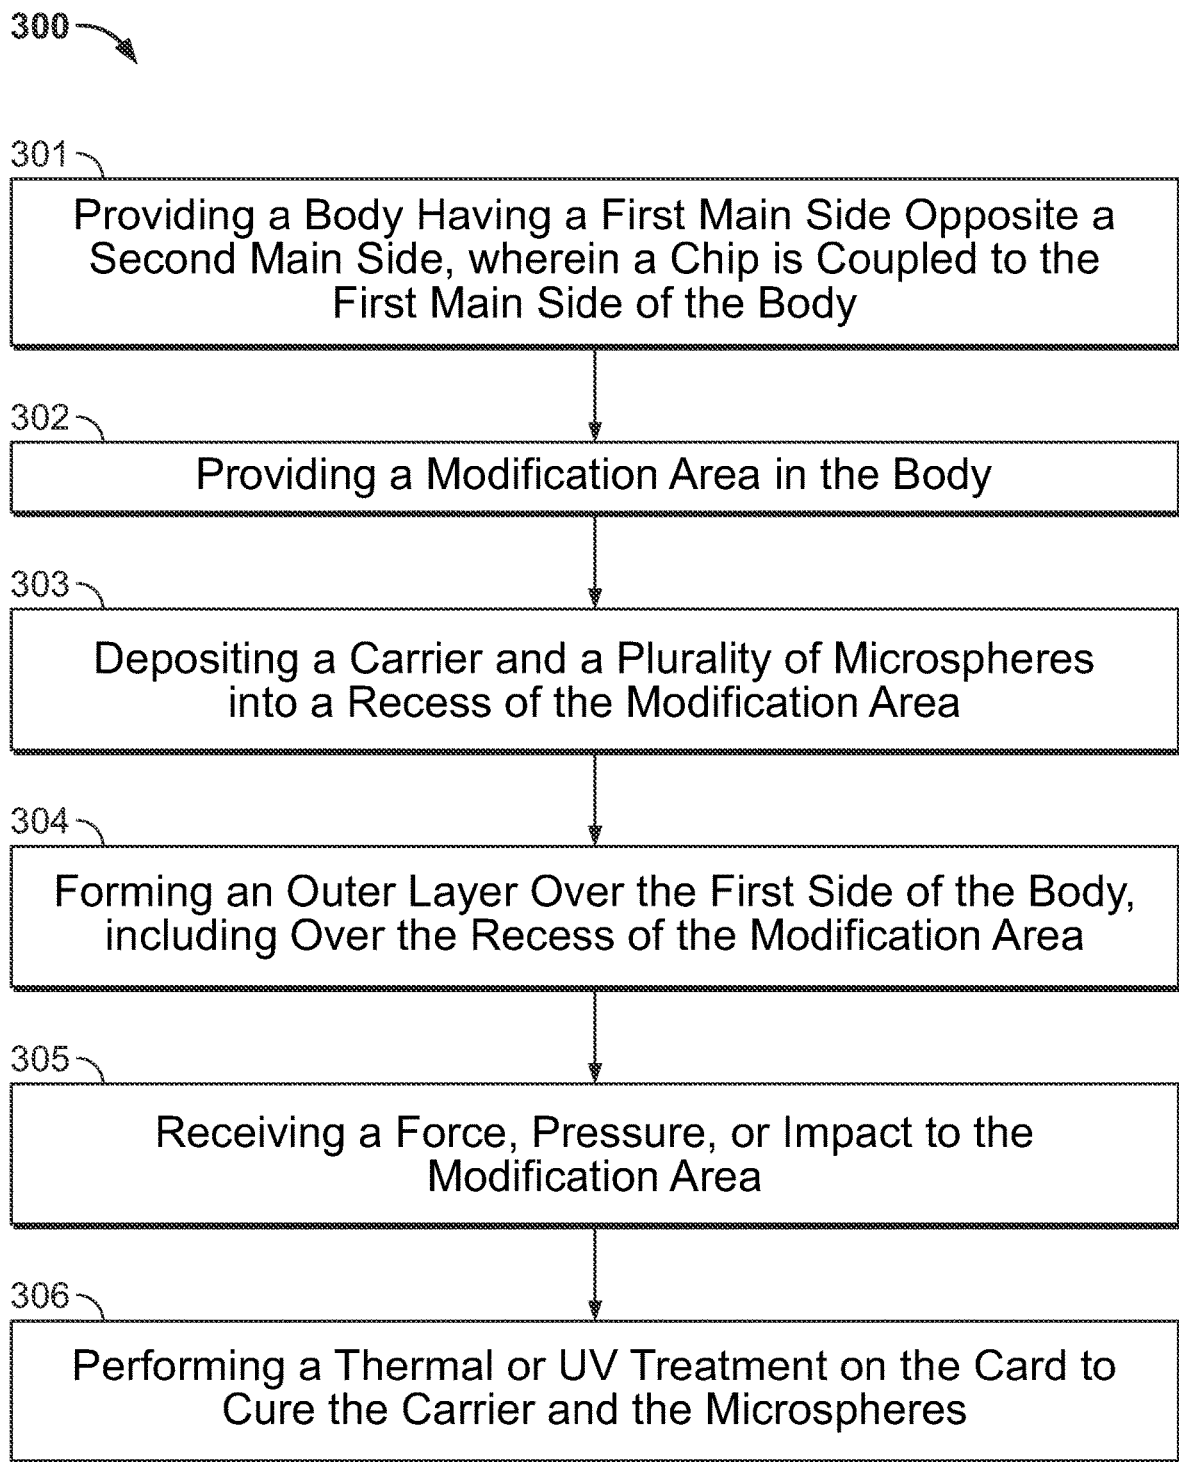 300
301
Providing a Body Having a First Main Side Opposite a
Second Main Side, wherein a Chip is Coupled to the
First Main Side of the Body
302
Providing a Modification Area in the Body
303
Depositing a Carrier and a Plurality of Microspheres
into a Recess of the Modification Area
304
Forming an Outer Layer Over the First Side of the Body,
including Over the Recess of the Modification Area
305
Receiving a Force, Pressure, or Impact to the
Modification Area
306
Performing a Thermal or UV Treatment on the Card to
Cure the Carrier and the Microspheres